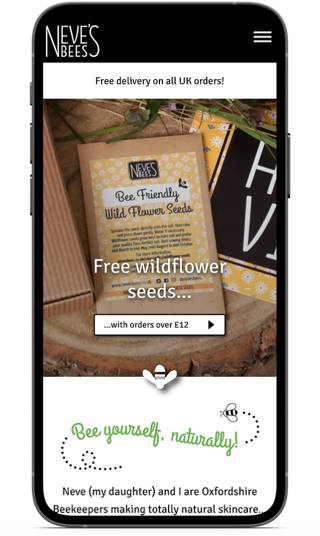 NEVE'S
BEES
Free delivery on all UK orders!
NEVE'S
BEES
Bee Friendly
Wild Flower Seeds
Free wildflower
seeds...
...with orders over £12
Bee yourself, naturally!
Neve (my daughter) and I are Oxfordshire
Beekeepers making totally natural skincare..